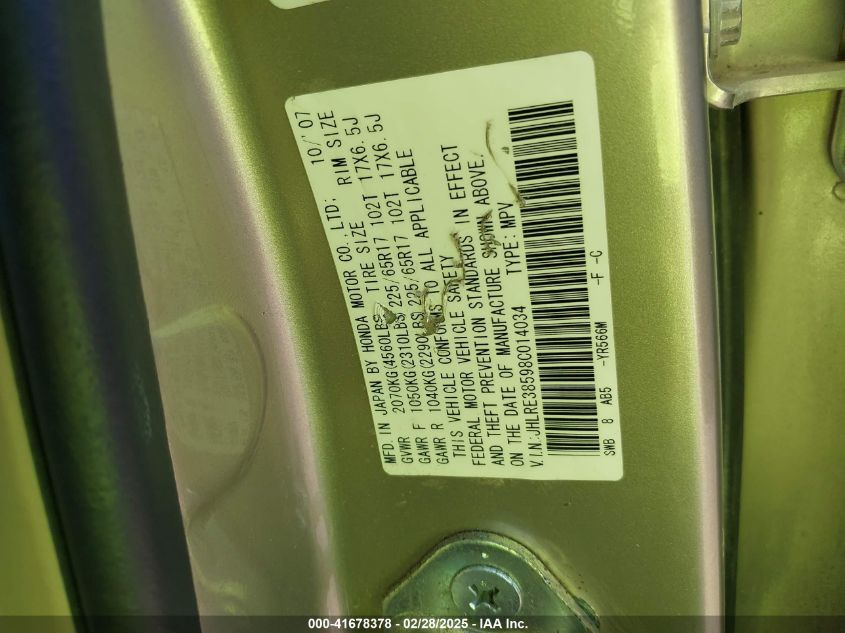 MFD. IN JAPAN BY HONDA MOTOR CO., LTD; 10/'07
TIRE SIZE RIM SIZE
GVWR 2070KG(4560LBS) 225/65R17 102T 17X6.5J
GAWR F 1050KG(2310LBS) 225/65R17 102T 17X6.5J
GAWR R 1040KG(2290LBS) TO ALL APPLICABLE
THIS VEHICLE CONFORMS
FEDERAL MOTOR VEHICLE SAFETY STANDARDS IN EFFECT
AND THEFT PREVENTION SHOWN ABOVE.
ON THE DATE OF MANUFACTURE
V.I.N:JHLRE38598C014034 TYPE: MPV
SWB 8 AB5 -YR566M -F -C
000-41678378 - 02/28/2025 - IAA Inc.